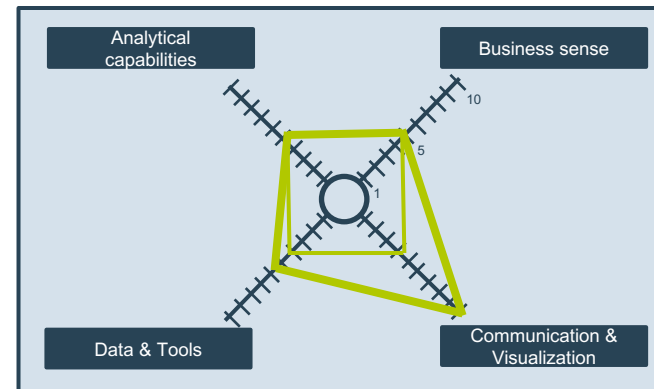 Analytical
capabilities
Business sense
10
5
1
Data & Tools
Communication &
Visualization